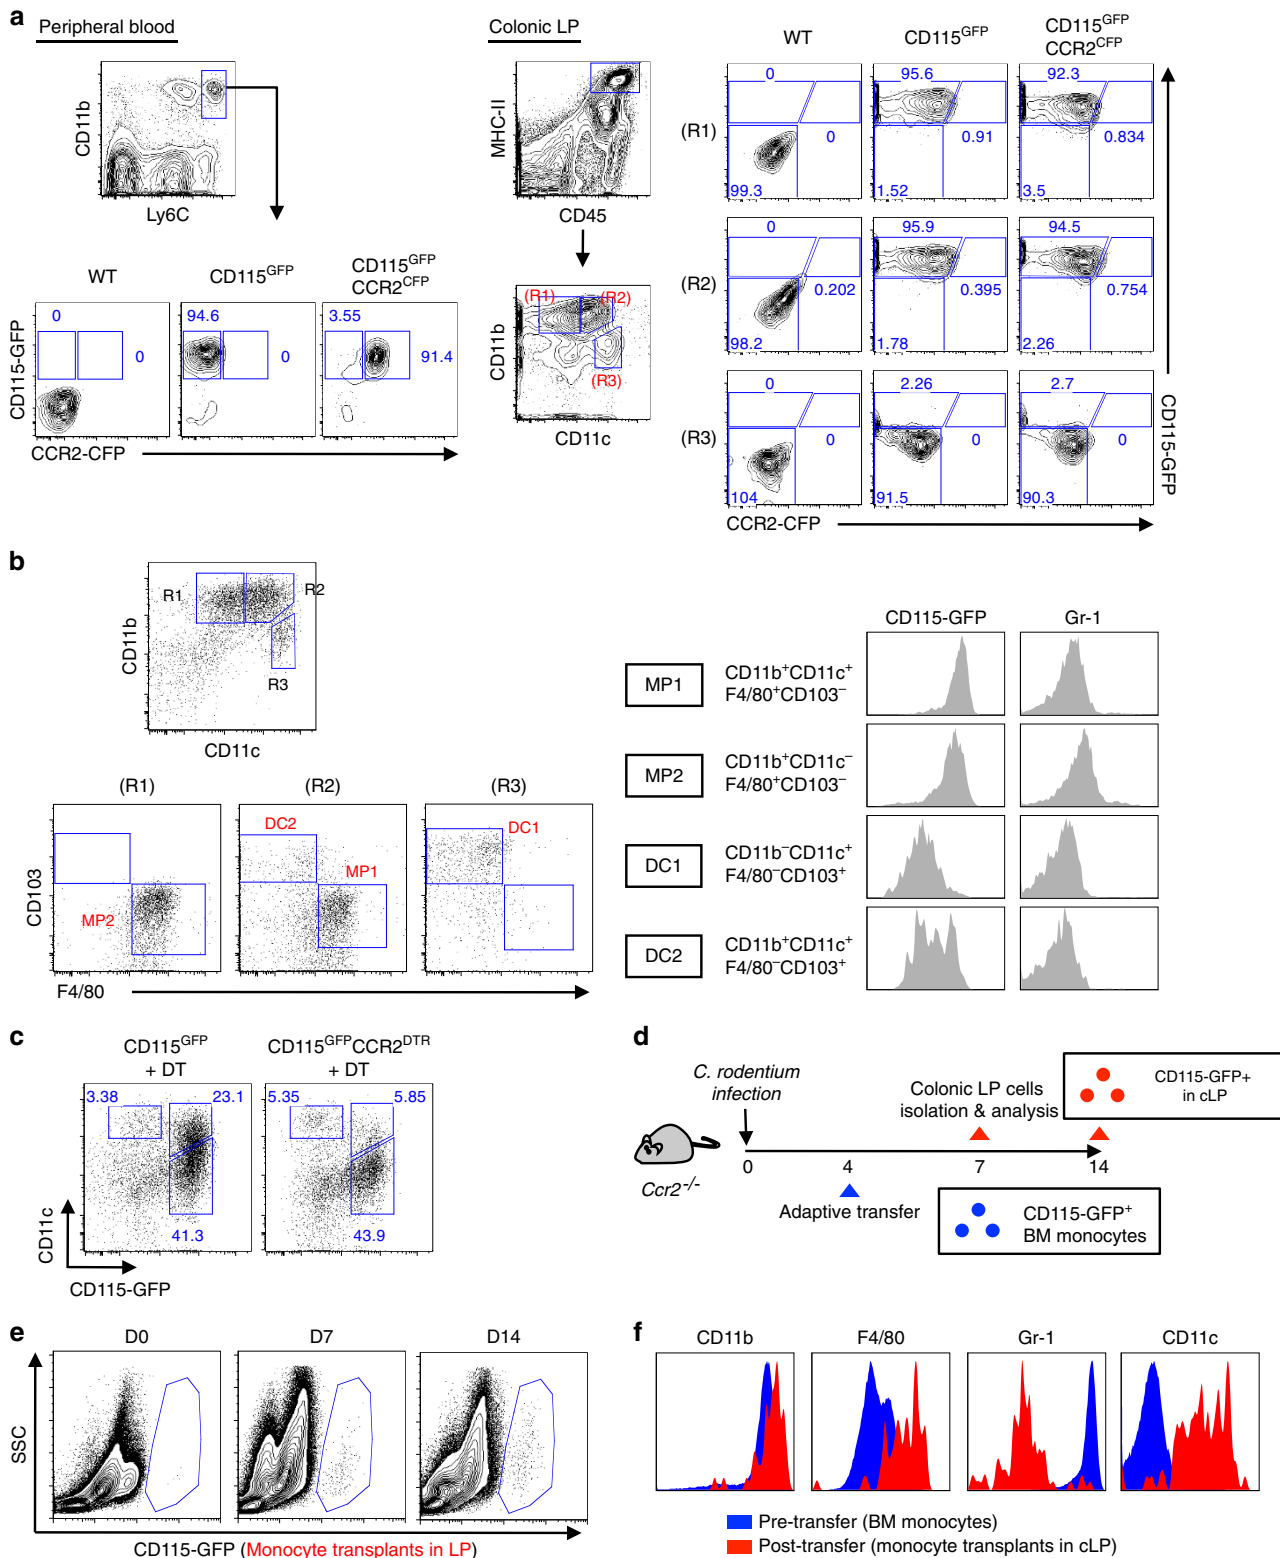 a
Peripheral blood
CD11b
Ly6C
WT
CD115GFP
CD115GFP
CCR2CFP
0
0
94.6
0
3.55
91.4
CD115-GFP
CCR2-CFP
Colonic LP
MHC-II
CD45
(R1)
(R2)
(R3)
CD11b
CD11c
WT
CD115GFP
CD115GFP
CCR2CFP
(R1)
0
0
99.3
95.6
0.91
1.52
92.3
0.834
3.5
(R2)
0
0.202
98.2
95.9
0.395
1.78
94.5
0.754
2.26
(R3)
0
0
104
2.26
0
91.5
2.7
0
90.3
CD115-GFP
CCR2-CFP
b
R1
R2
R3
CD11b
CD11c
(R1)
(R2)
(R3)
MP2
DC2
MP1
DC1
CD103
F4/80
CD115-GFP
Gr-1
MP1
CD11b+CD11c+
F4/80+CD103−
MP2
CD11b+CD11c−
F4/80+CD103−
DC1
CD11b−CD11c+
F4/80−CD103+
DC2
CD11b+CD11c+
F4/80−CD103+
c
CD115GFP
+ DT
CD115GFPCCR2DTR
+ DT
3.38
23.1
41.3
5.35
5.85
43.9
CD11c
CD115-GFP
d
C. rodentium
infection
Ccr2-/-
0
4
7
14
Adaptive transfer
Colonic LP cells
isolation & analysis
CD115-GFP+
in cLP
CD115-GFP+
BM monocytes
e
D0
D7
D14
SSC
CD115-GFP (Monocyte transplants in LP)
f
CD11b
F4/80
Gr-1
CD11c
Pre-transfer (BM monocytes)
Post-transfer (monocyte transplants in cLP)